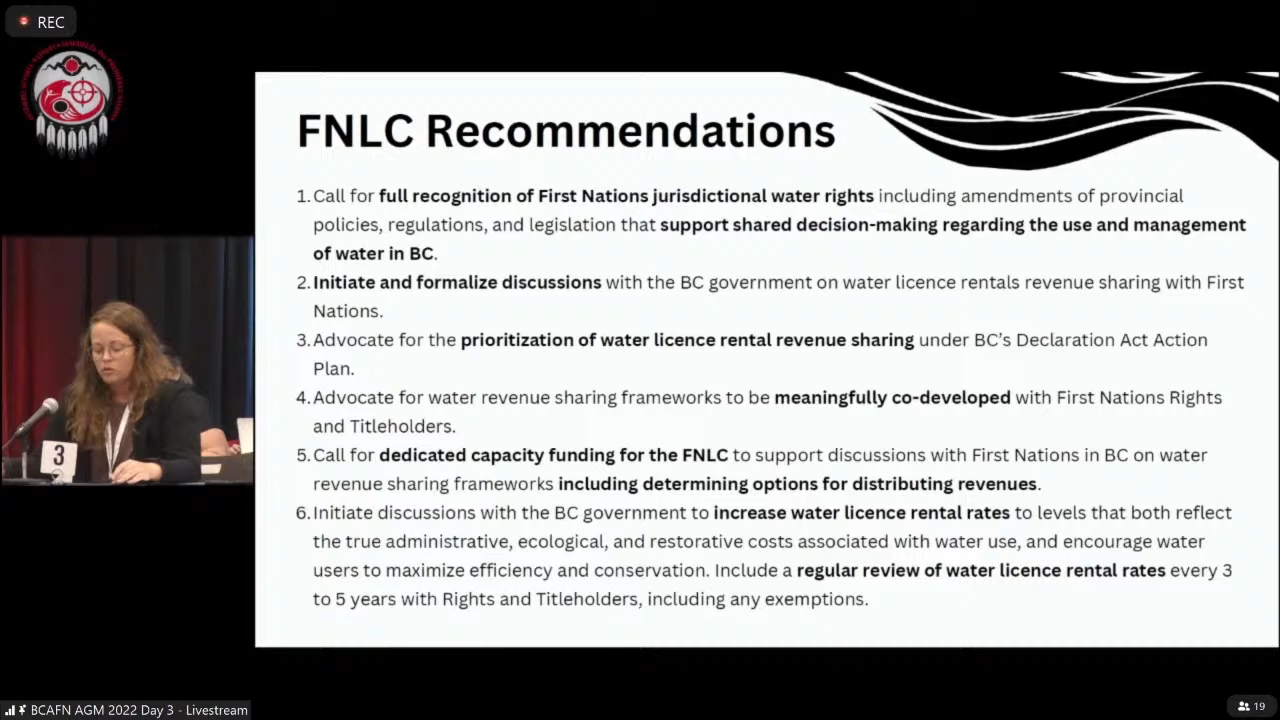 REC
FNLC Recommendations
1. Call for full recognition of First Nations jurisdictional water rights including amendments of provincial
policies, regulations, and legislation that support shared decision-making regarding the use and management
of water in BC.
2. Initiate and formalize discussions with the BC government on water licence rentals revenue sharing with First
Nations.
3. Advocate for the prioritization of water licence rental revenue sharing under BC’s Declaration Act Action
Plan.
4. Advocate for water revenue sharing frameworks to be meaningfully co-developed with First Nations Rights
and Titleholders.
5. Call for dedicated capacity funding for the FNLC to support discussions with First Nations in BC on water
revenue sharing frameworks including determining options for distributing revenues.
6. Initiate discussions with the BC government to increase water licence rental rates to levels that both reflect
the true administrative, ecological, and restorative costs associated with water use, and encourage water
users to maximize efficiency and conservation. Include a regular review of water licence rental rates every 3
to 5 years with Rights and Titleholders, including any exemptions.
3
BCAFN AGM 2022 Day 3 - Livestream
19